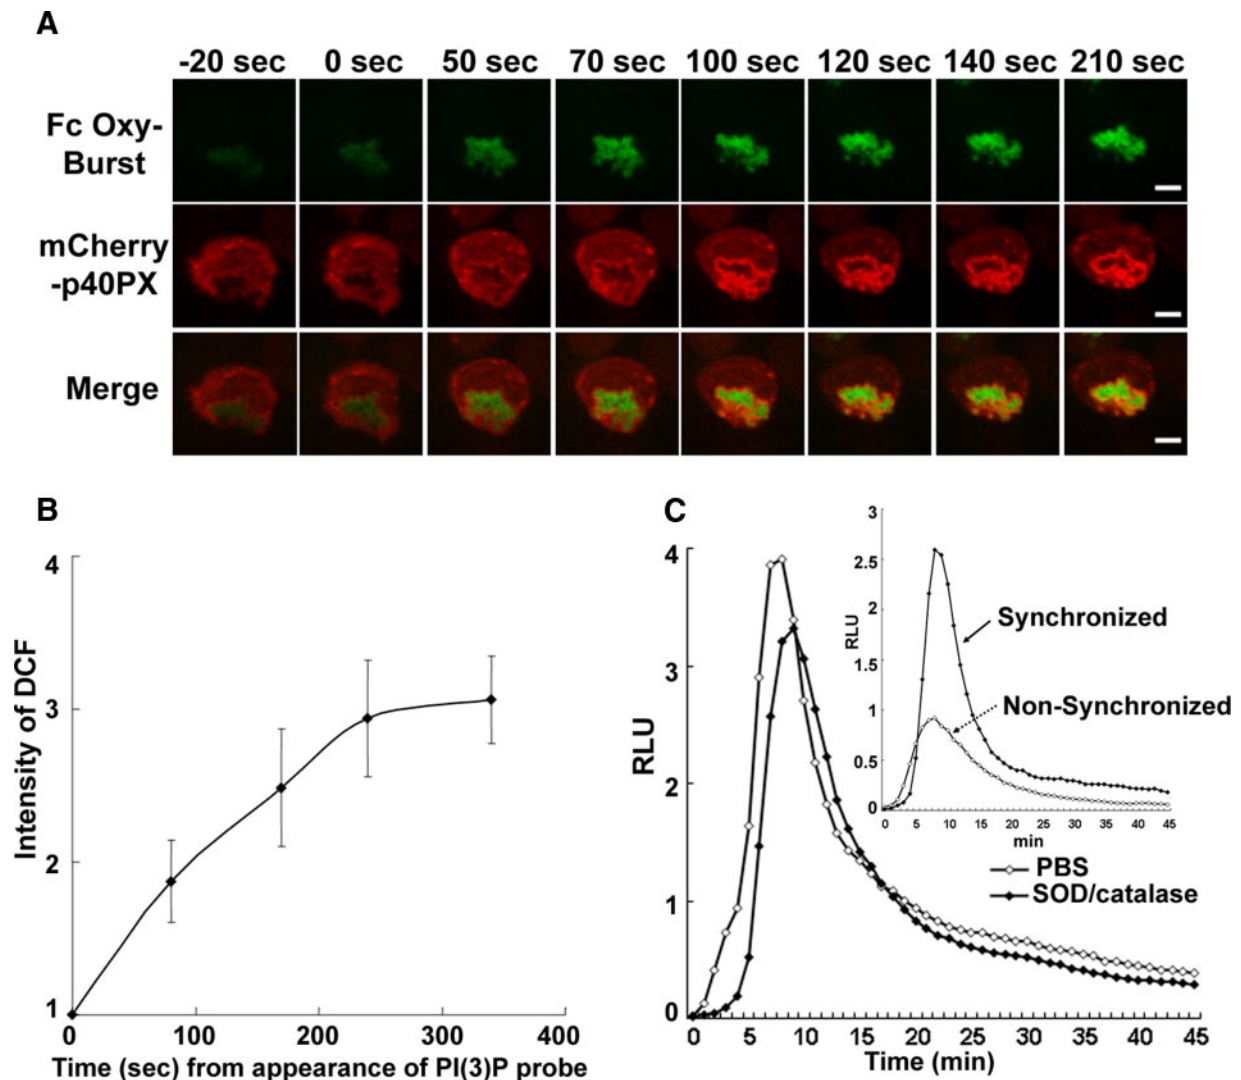 A
-20 sec 0 sec 50 sec 70 sec 100 sec 120 sec 140 sec 210 sec
Fc Oxy-
Burst
mCherry
-p40PX
Merge
B
Intensity of DCF
4
3
2
1
0 100 200 300 400
Time (sec) from appearance of PI(3)P probe
C
RLU
4
3
2
1
0
0 5 10 15 20 25 30 35 40 45
Time (min)
PBS
SOD/catalase
RLU
3
2.5
2
1.5
1
0.5
0
0 5 10 15 20 25 30 35 40 45
min
Synchronized
Non-Synchronized